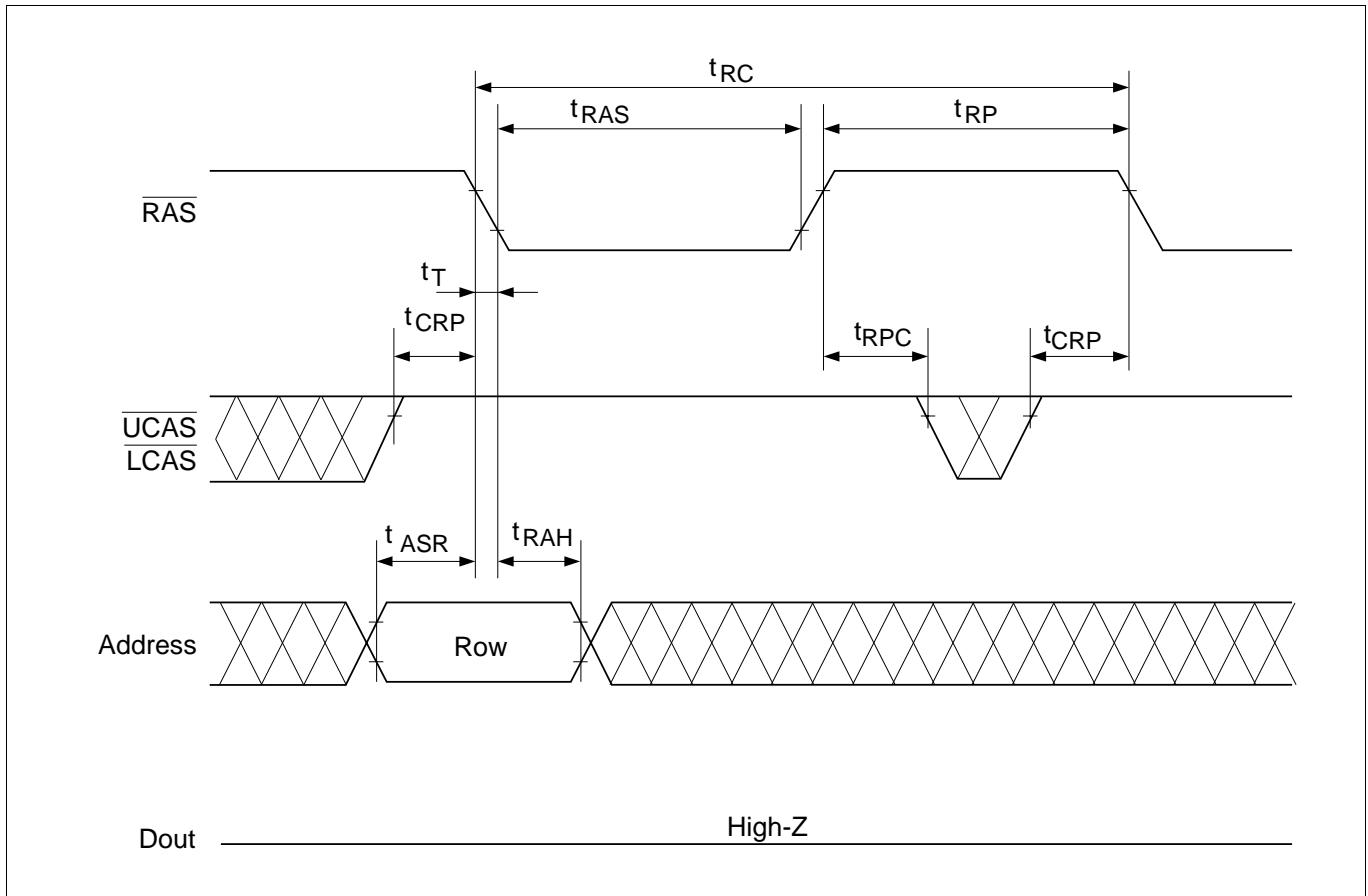 tRC
tRAS
tRP
RAS
tT
tCRP
tRPC
tCRP
UCAS
LCAS
tASR
tRAH
Address
Row
High-Z
Dout